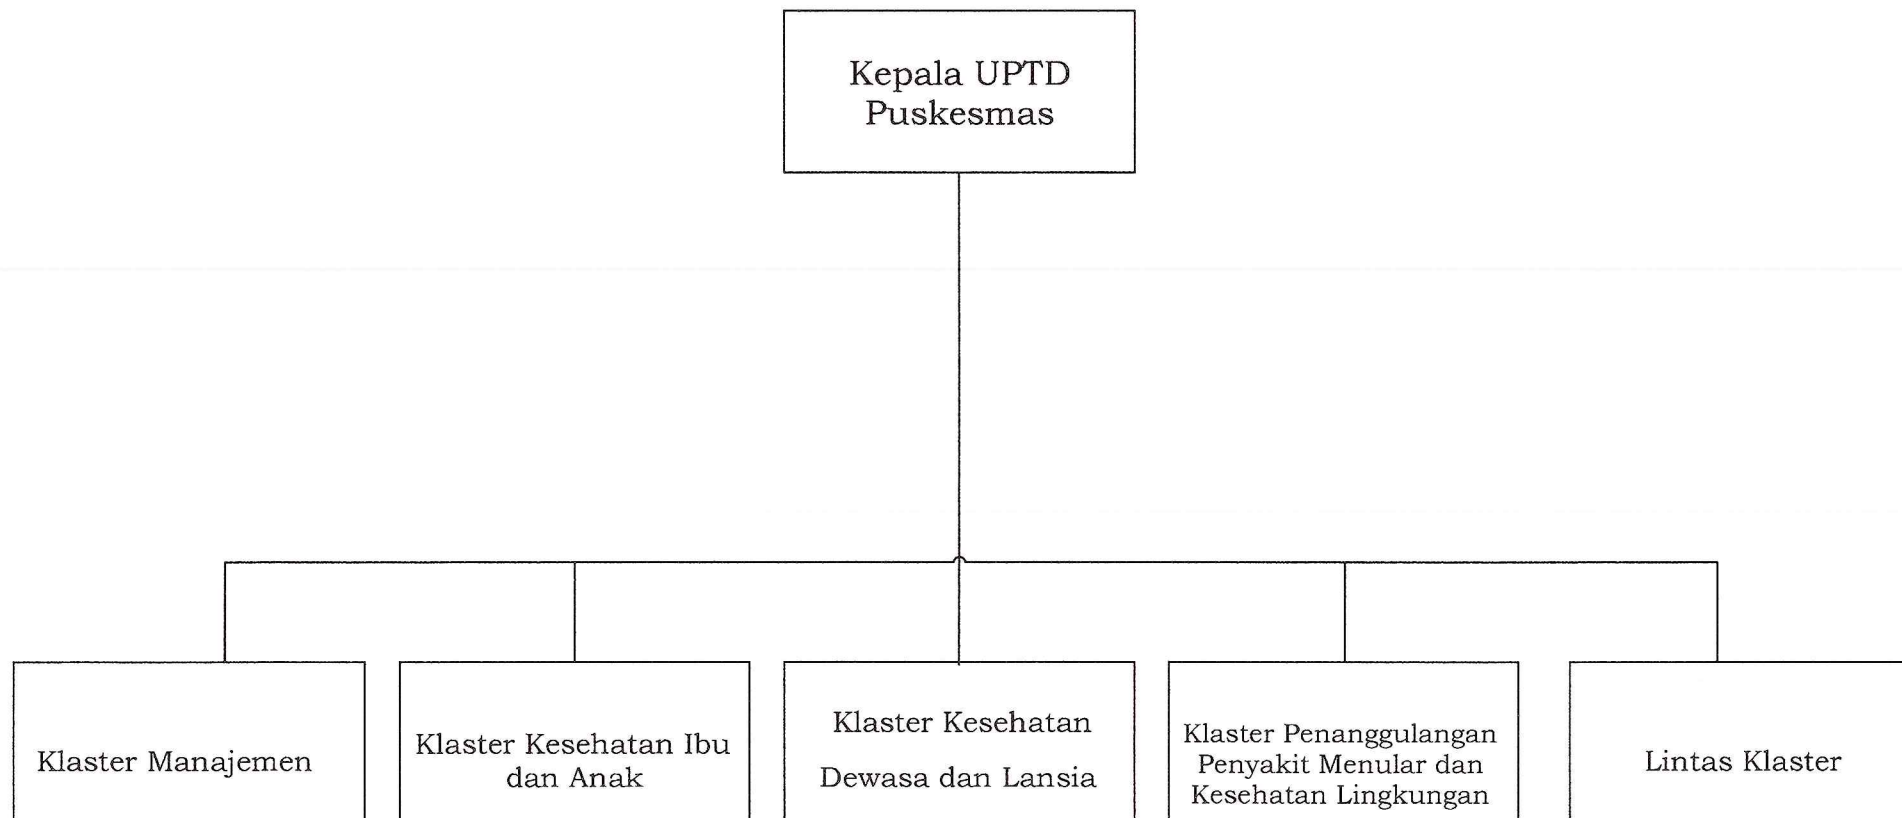 Kepala UPTD
Puskesmas
Klaster Manajemen
Klaster Kesehatan Ibu
dan Anak
Klaster Kesehatan
Dewasa dan Lansia
Klaster Penanggulangan
Penyakit Menular dan
Kesehatan Lingkungan
Lintas Klaster